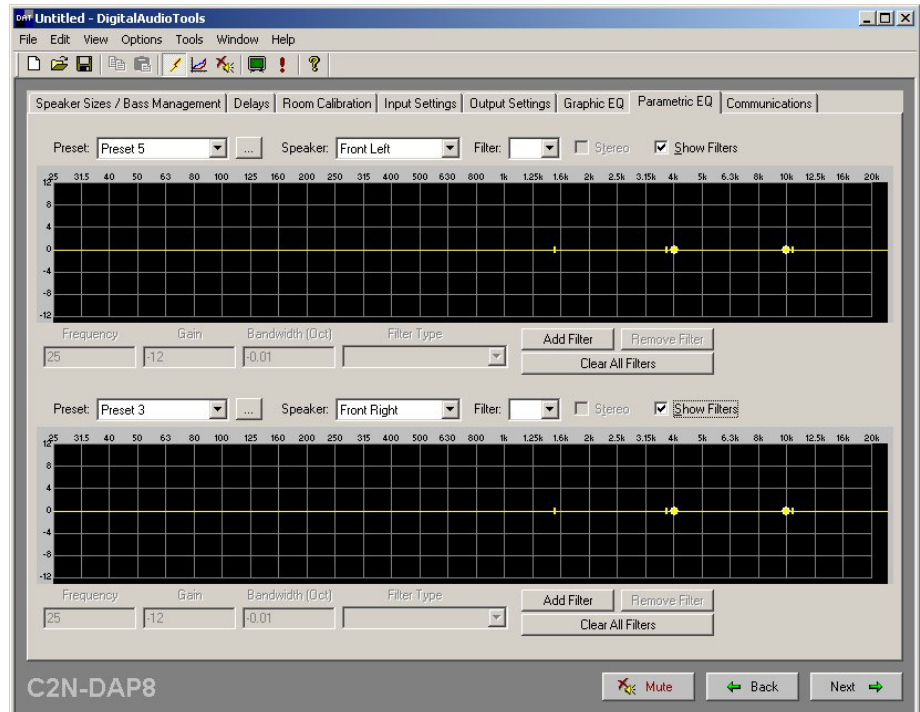 DAT Untitled - DigitalAudioTools
File Edit View Options Tools Window Help
Speaker Sizes / Bass Management Delays Room Calibration Input Settings Output Settings Graphic EQ Parametric EQ Communications
Preset: Preset 5 ... Speaker: Front Left Filter: Stereo Show Filters
25 31.5 40 50 63 80 100 125 160 200 250 315 400 500 630 800 1k 1.25k 1.6k 2k 2.5k 3.15k 4k 5k 6.3k 8k 10k 12.5k 16k 20k
12
8
4
0
-4
-8
-12
Frequency Gain Bandwidth (Oct) Filter Type
25 -12 -0.01
Add Filter Remove Filter
Clear All Filters
Preset: Preset 3 ... Speaker: Front Right Filter: Stereo Show Filters
25 31.5 40 50 63 80 100 125 160 200 250 315 400 500 630 800 1k 1.25k 1.6k 2k 2.5k 3.15k 4k 5k 6.3k 8k 10k 12.5k 16k 20k
12
8
4
0
-4
-8
-12
Frequency Gain Bandwidth (Oct) Filter Type
25 -12 -0.01
Add Filter Remove Filter
Clear All Filters
C2N-DAP8 Mute Back Next